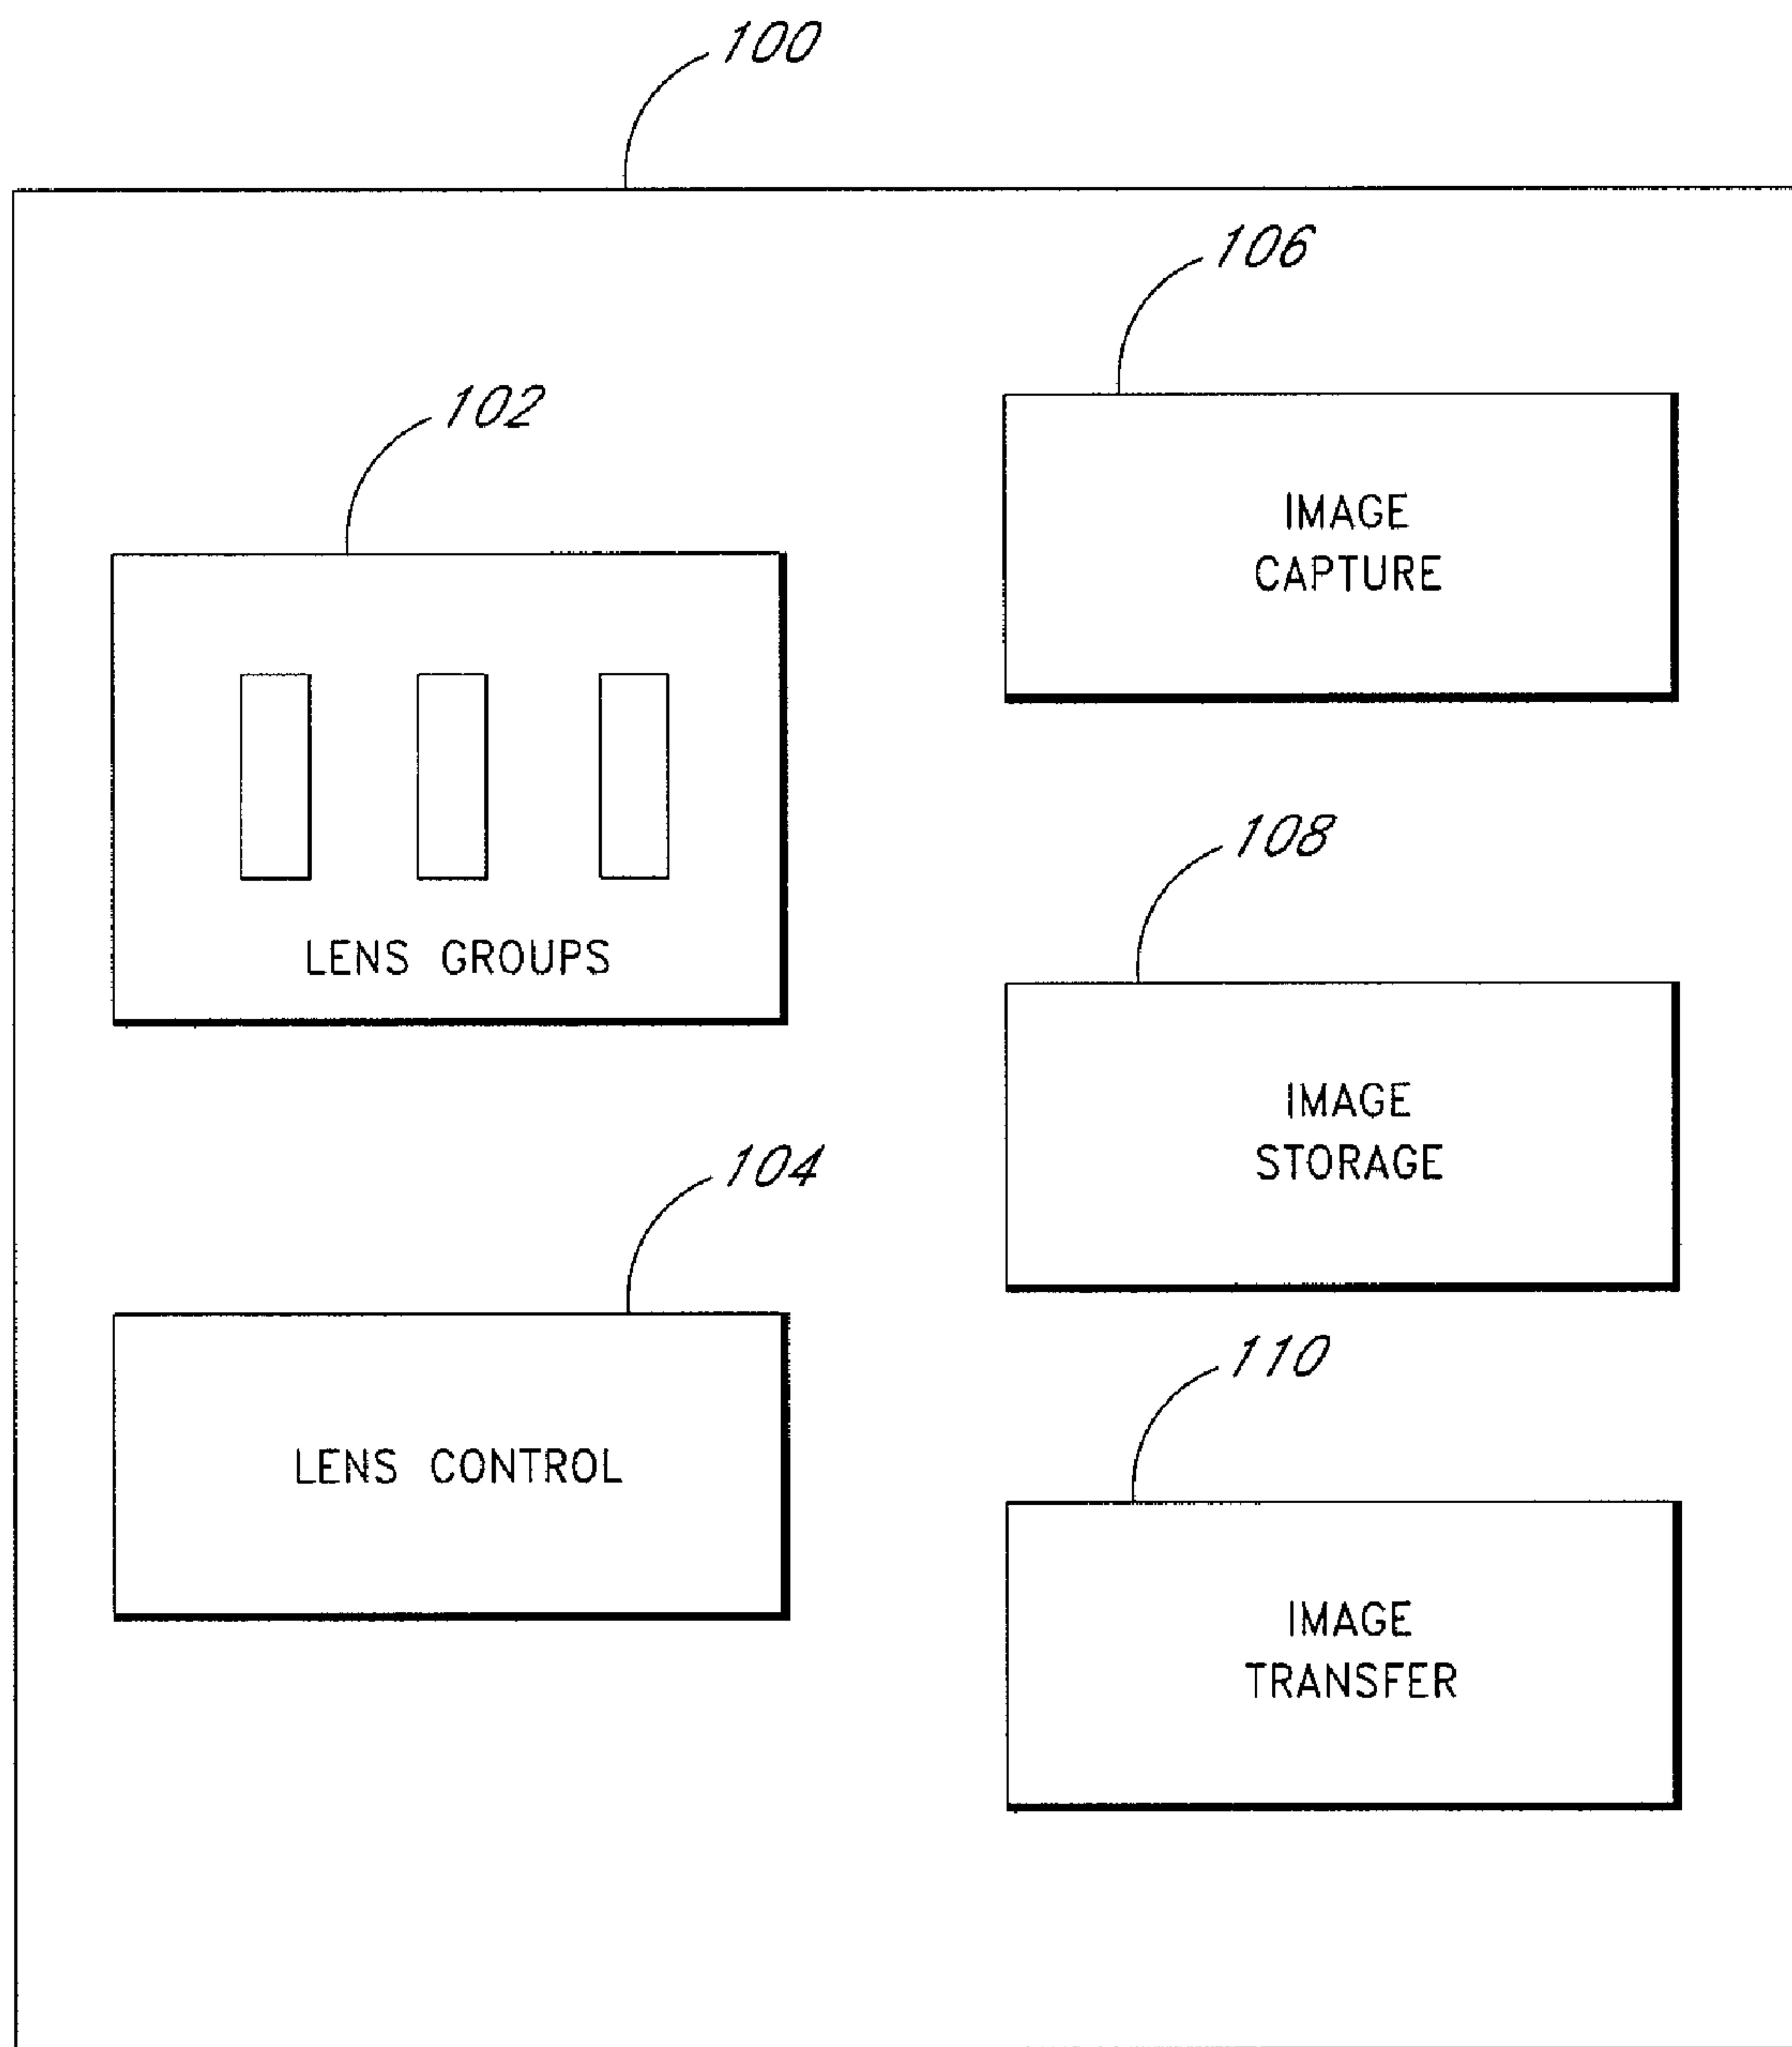 100
106
102
IMAGE
CAPTURE
LENS GROUPS
108
IMAGE
STORAGE
104
LENS CONTROL
110
IMAGE
TRANSFER